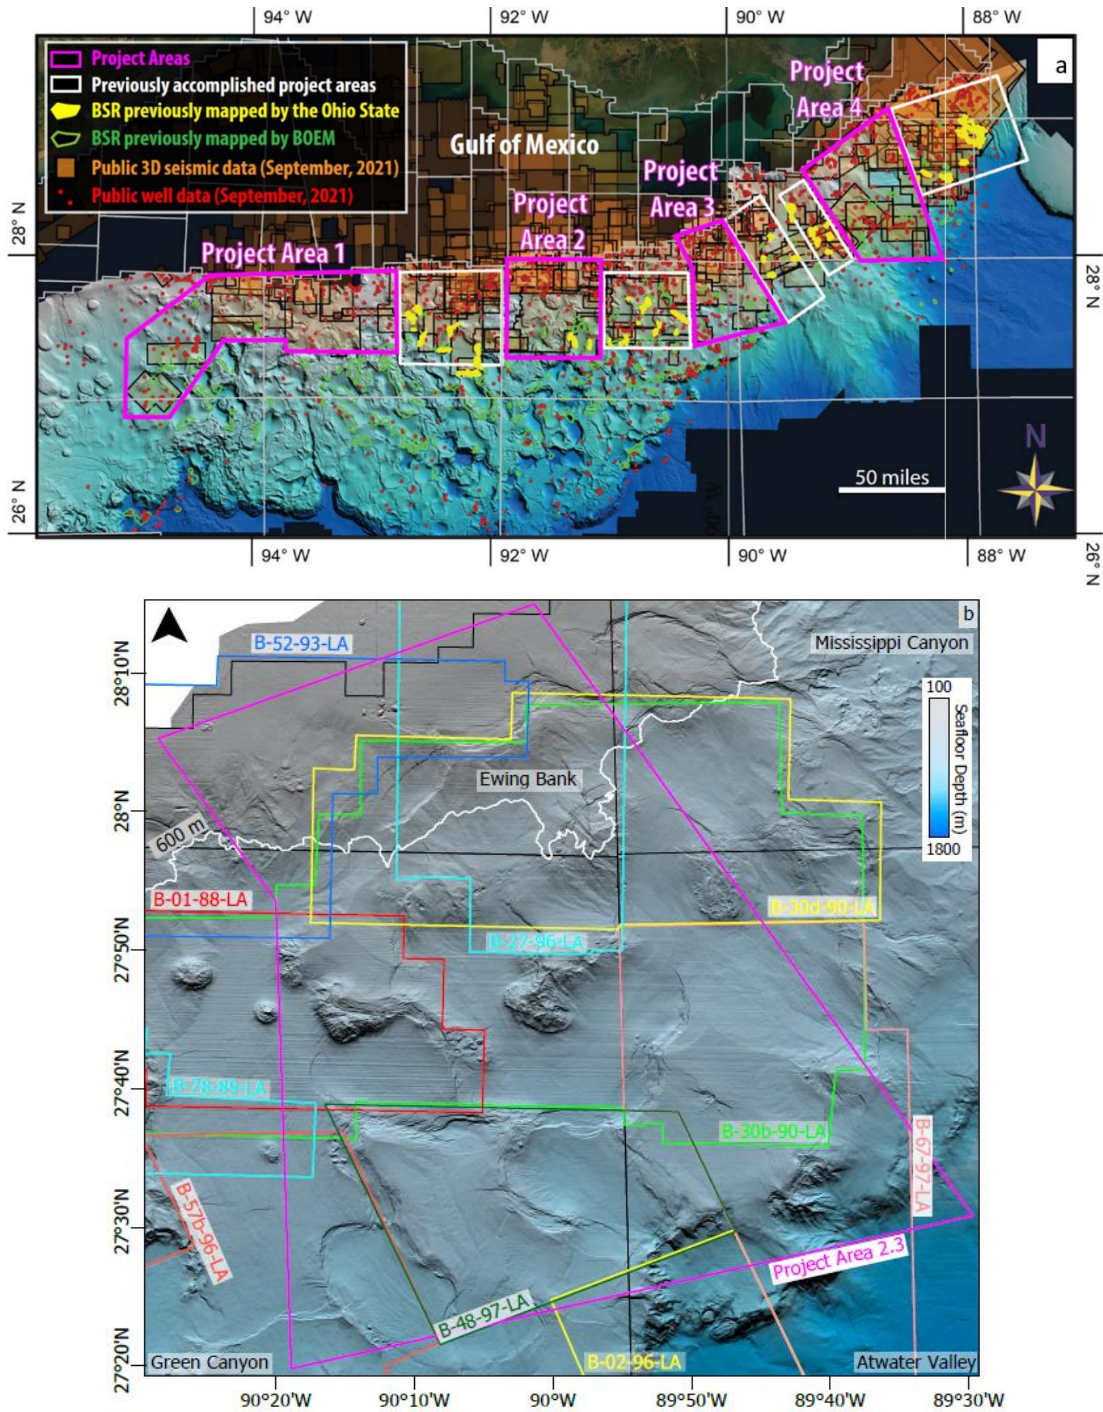 94° W
92° W
90° W
88° W
a
Project Areas
Previously accomplished project areas
BSR previously mapped by the Ohio State
BSR previously mapped by BOEM
Public 3D seismic data (September, 2021)
Public well data (September, 2021)
Gulf of Mexico
Project
Area 4
Project
Area 3
Project
Area 2
Project Area 1
28° N
28° N
N
50 miles
26° N
26° N
94° W
92° W
90° W
88° W
b
B-52-93-LA
Mississippi Canyon
100
Seafloor Depth (m)
1800
28°10'N
Ewing Bank
28°N
600 m
B-01-88-LA
B-30d-90-LA
B-27-96-LA
27°50'N
27°40'N
B-78-89-LA
B-30b-90-LA
B-67-97-LA
B-57b-96-LA
27°30'N
Project Area 2.3
B-48-97-LA
27°20'N
Green Canyon
B-02-96-LA
Atwater Valley
90°20'W
90°10'W
90°W
89°50'W
89°40'W
89°30'W